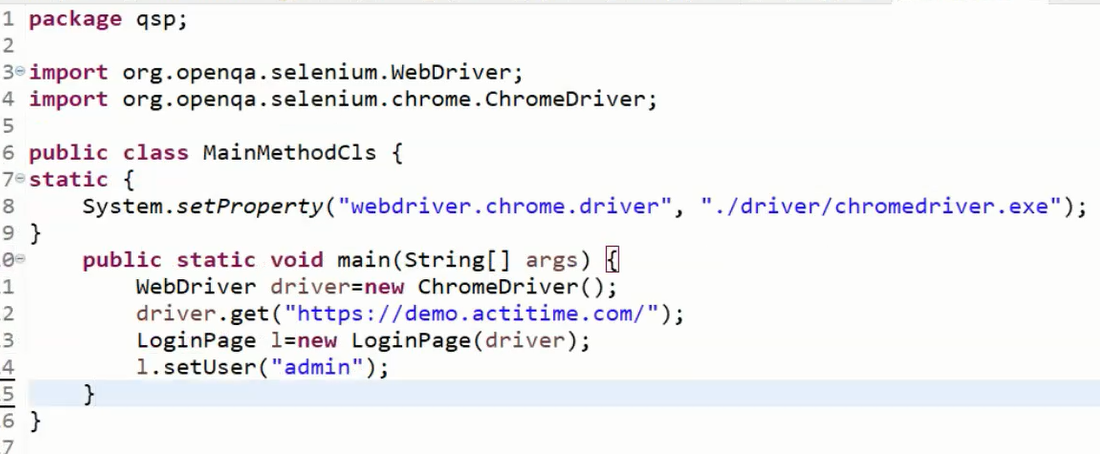 1 package qsp;
2
3 import org.openqa.selenium.WebDriver;
4 import org.openqa.selenium.chrome.ChromeDriver;
5
6 public class MainMethodCls {
7 static {
8     System.setProperty("webdriver.chrome.driver", "./driver/chromedriver.exe");
9 }
0     public static void main(String[] args) {
1         WebDriver driver=new ChromeDriver();
2         driver.get("https://demo.actitime.com/");
3         LoginPage l=new LoginPage(driver);
4         l.setUser("admin");
5     }
6 }
7